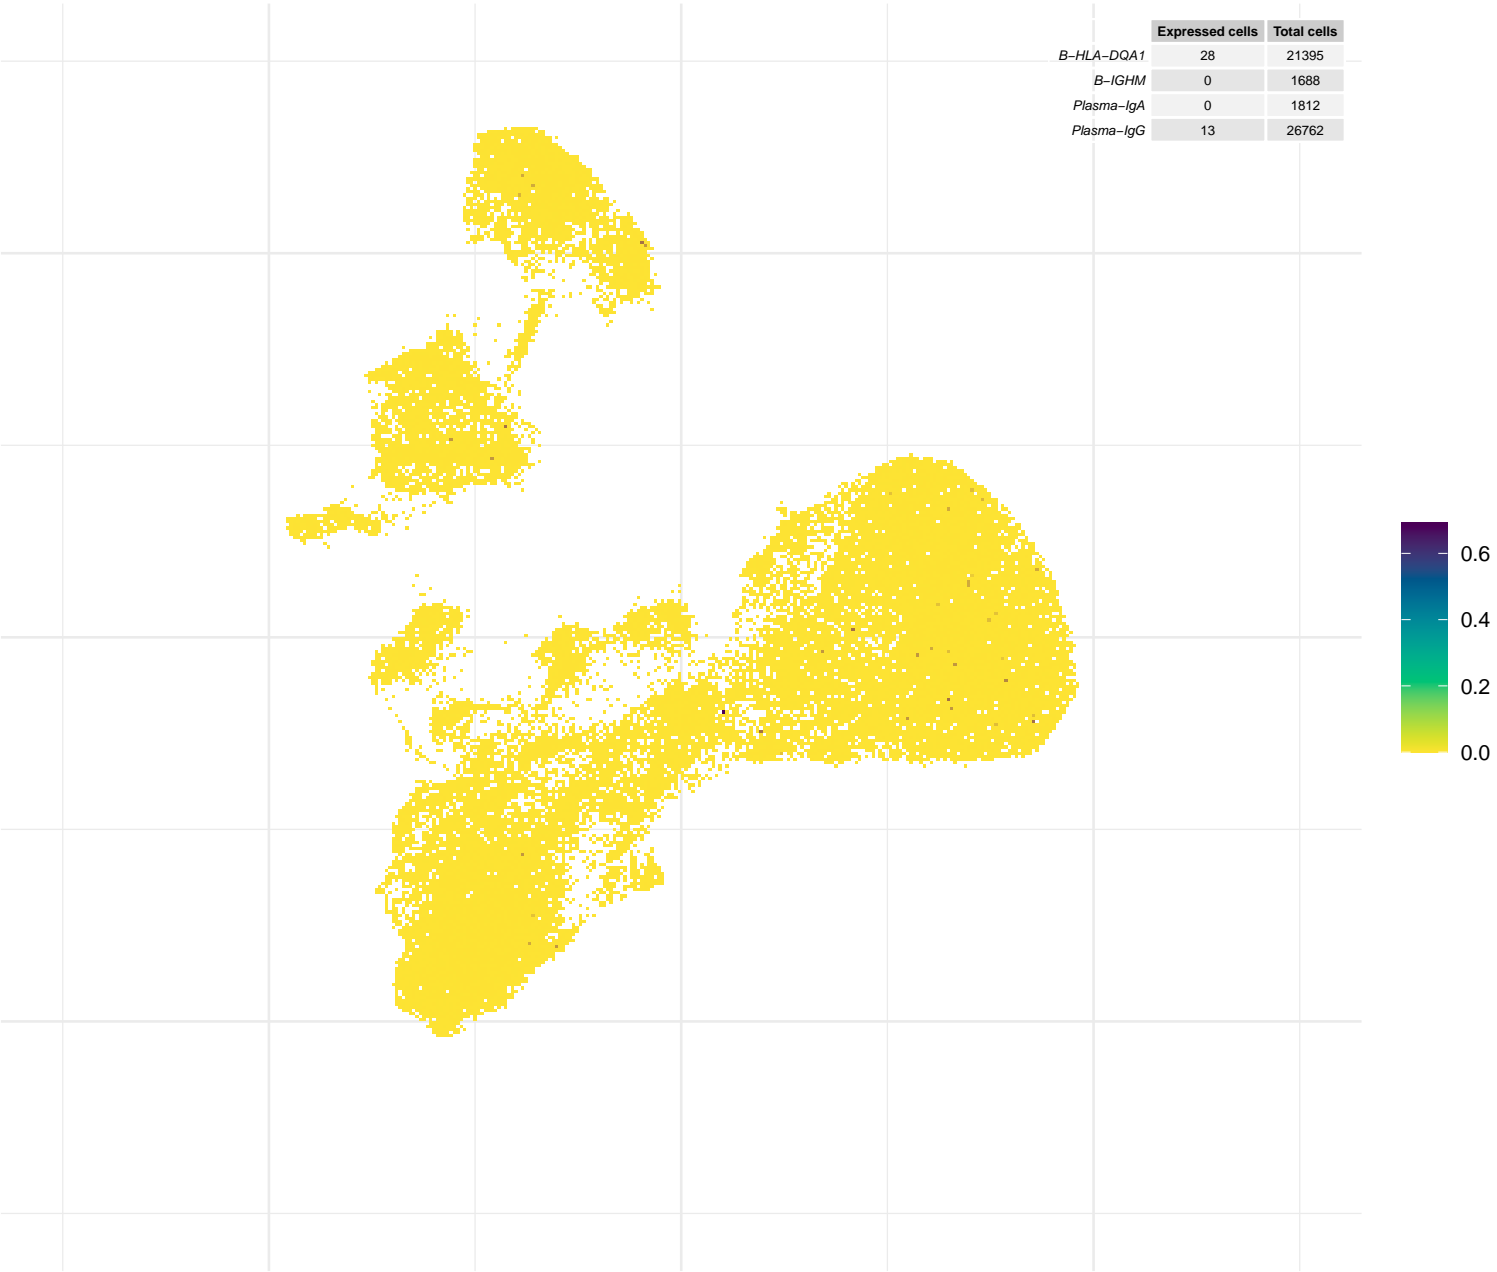 Expressed cells Total cells
B−HLA−DQA1 28 21395
B−IGHM 0 1688
Plasma−IgA 0 1812
Plasma−IgG 13 26762
0.6
0.4
0.2
0.0